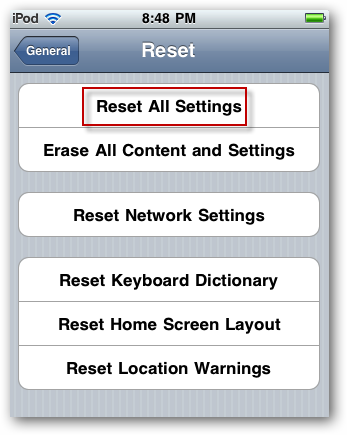 iPod 8:48 PM
General Reset
Reset All Settings
Erase All Content and Settings
Reset Network Settings
Reset Keyboard Dictionary
Reset Home Screen Layout
Reset Location Warnings